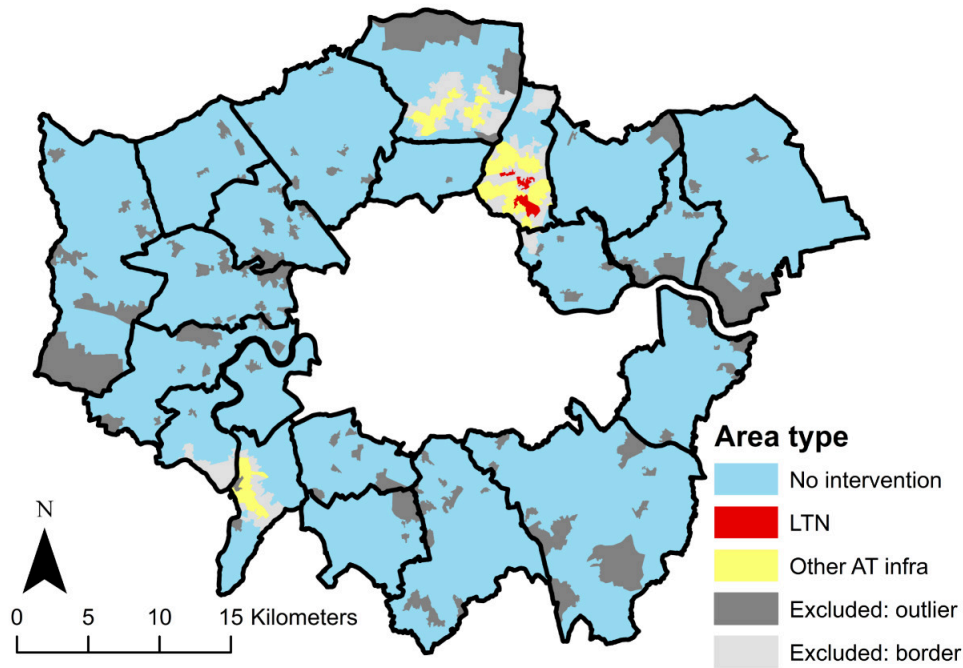 Area type
No intervention
LTN
Other AT infra
Excluded: outlier
Excluded: border
N
0 5 10 15 Kilometers